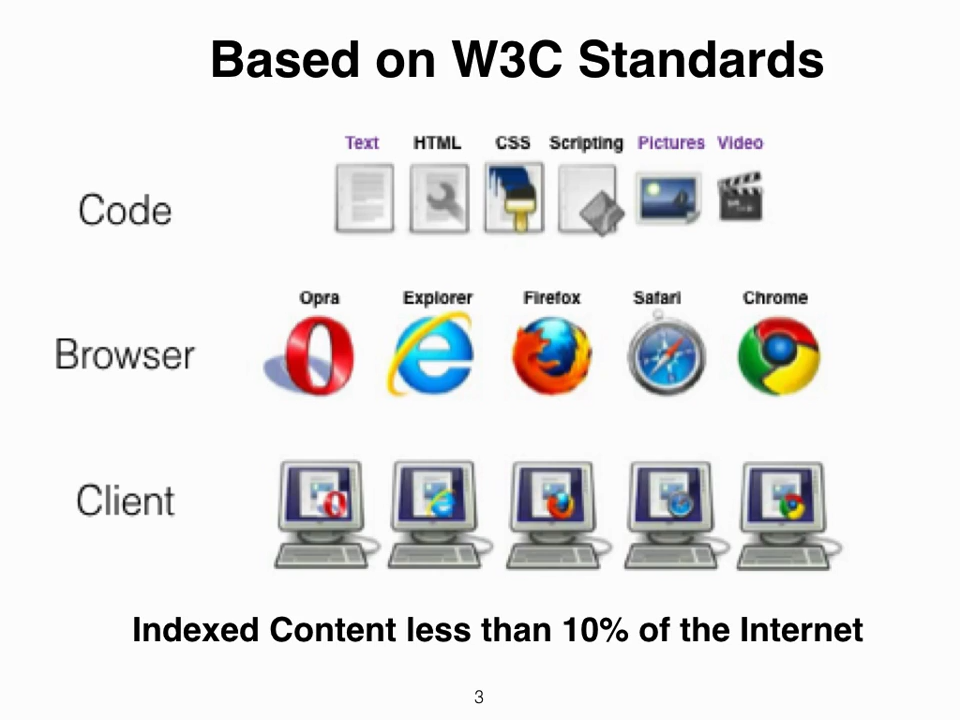 Based on W3C Standards
Text HTML CSS Scripting Pictures Video
Code
Opra Explorer Firefox Safari Chrome
Browser
Client
Indexed Content less than 10% of the Internet
3